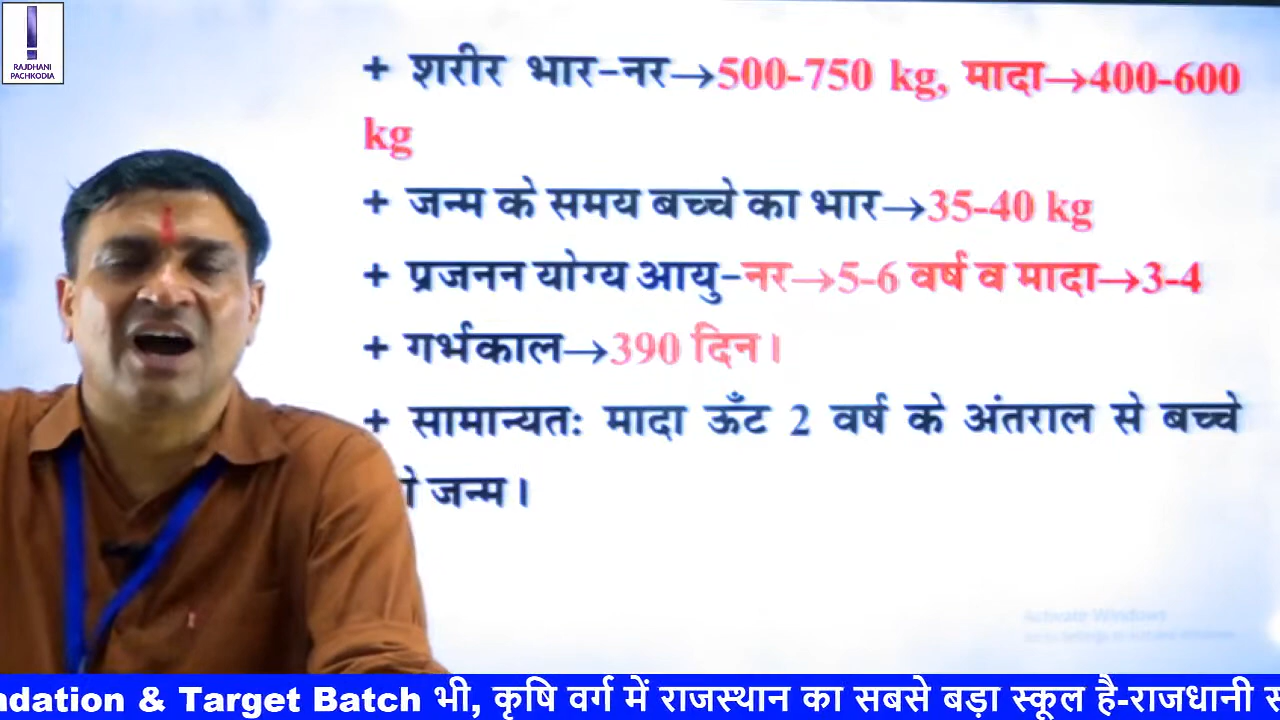 RAJDHANI
PACHKODIA
+ शरीर भार-नर→500-750 kg, मादा→400-600
kg
+ जन्म के समय बच्चे का भार→35-40 kg
+ प्रजनन योग्य आयु-नर→5-6 वर्ष व मादा→3-4
+ गर्भकाल→390 दिन।
+ सामान्यतः मादा ऊँट 2 वर्ष के अंतराल से बच्चे
जन्म।
Activate Windows
ndation & Target Batch भी, कृषि वर्ग में राजस्थान का सबसे बड़ा स्कूल है-राजधानी स